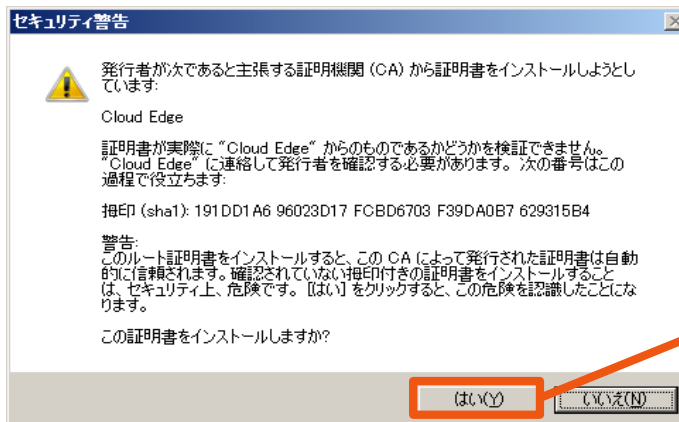 セキュリティ警告
発行者が次であると主張する証明機関 (CA) から証明書をインストールしようとし
ています:
Cloud Edge
証明書が実際に "Cloud Edge" からのものであるかどうかを検証できません。
"Cloud Edge" に連絡して発行者を確認する必要があります。 次の番号はこの
過程で役立ちます:
拇印 (sha1): 191DD1A6 96023D17 FCBD6703 F39DA0B7 629315B4
警告:
このルート証明書をインストールすると、この CA によって発行された証明書は自動
的に信頼されます。確認されていない拇印付きの証明書をインストールすること
は、セキュリティ上、危険です。 [はい] をクリックすると、この危険を認識したことにな
ります。
この証明書をインストールしますか?
はい(Y) いいえ(N)